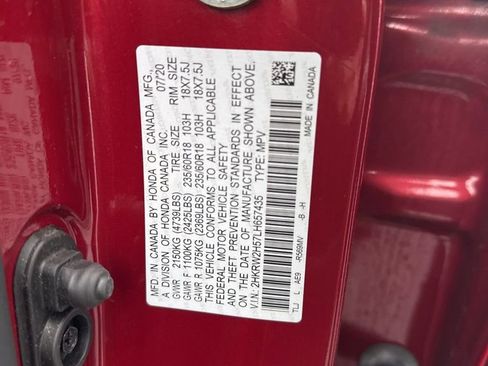 MFD. IN CANADA BY HONDA OF CANADA MFG.,
A DIVISION OF HONDA CANADA INC. 07/20
TIRE SIZE RIM SIZE
GVWR 2150KG (4739LBS)
GAWR F 1100KG (2425LBS) 235/60R18 103H 18X7.5J
GAWR R 1075KG (2369LBS) 235/60R18 103H 18X7.5J
THIS VEHICLE CONFORMS TO ALL APPLICABLE
FEDERAL MOTOR VEHICLE SAFETY
AND THEFT PREVENTION STANDARDS IN EFFECT
ON THE DATE OF MANUFACTURE SHOWN ABOVE.
V.I.N: 2HKRW2H57LH657435 TYPE: MPV
TLJ L AE9 -R569MV -B -H
MADE IN CANADA